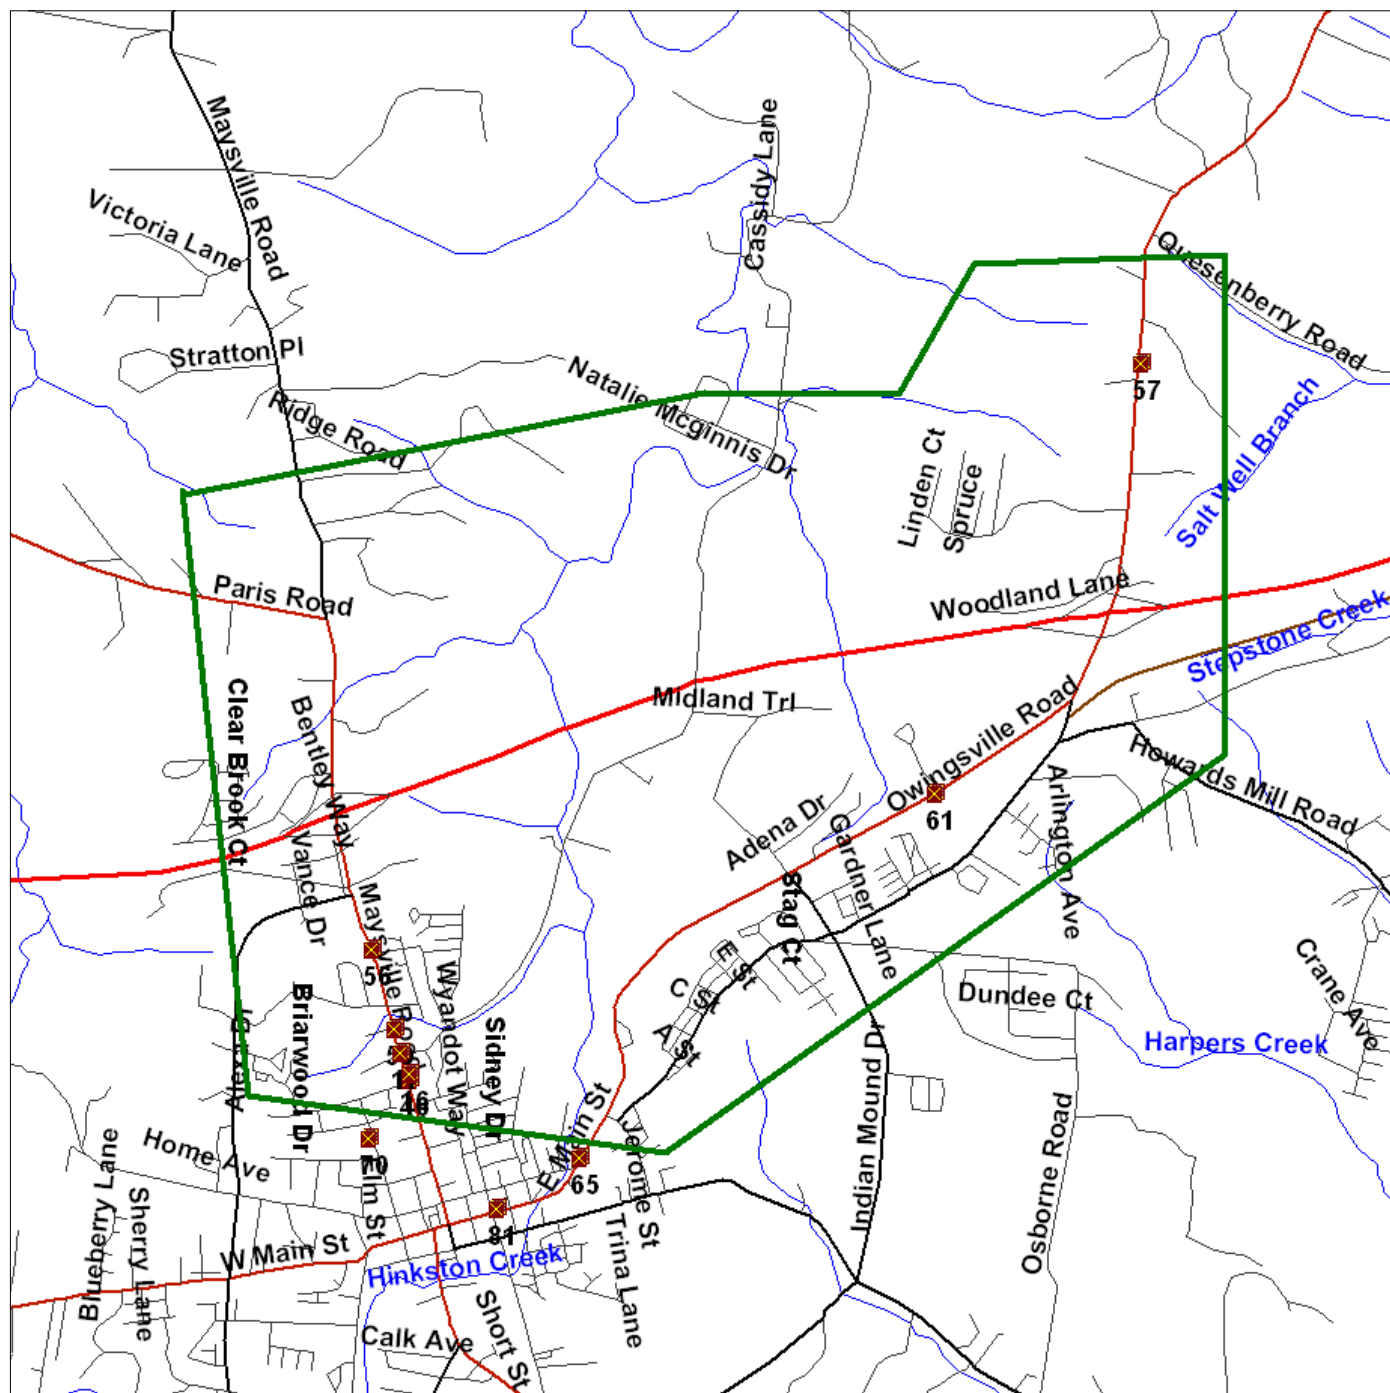 Maysville Road
Cassidy Lane
Victoria Lane
Quesenberry Road
Stratton Pl
Natalie Mcginnis Dr
57
Ridge Road
Salt Well Branch
Linden Ct
Spruce
Paris Road
Woodland Lane
Stepstone Creek
Clear Brook Ct
Bentley Way
Midland Trl
Owingsville Road
Howards Mill Road
Arlington Ave
61
Adena Dr
Gardner Lane
Vance Dr
Stag Ct
Maysville Road
56
Wyandot Way
E St
C St
A St
Dundee Ct
Crane Ave
Briarwood Dr
Sidney Dr
Harpers Creek
Indian Mound Dr
Osborne Road
Home Ave
Blueberry Lane
Sherry Lane
Elm St
E Main St
65
Jerome St
81
W Main St
Hinkston Creek
Trina Lane
Short St
Calk Ave